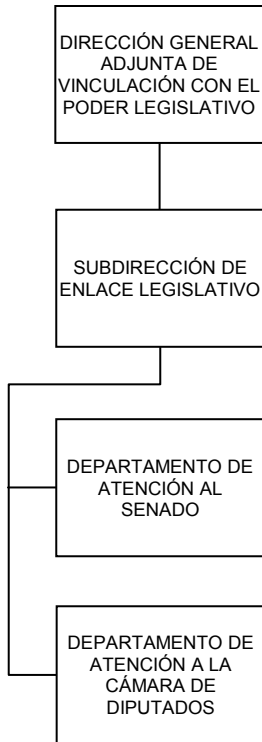 DIRECCIÓN GENERAL
ADJUNTA DE
VINCULACIÓN CON EL
PODER LEGISLATIVO
SUBDIRECCIÓN DE
ENLACE LEGISLATIVO
DEPARTAMENTO DE
ATENCIÓN AL
SENADO
DEPARTAMENTO DE
ATENCIÓN A LA
CÁMARA DE
DIPUTADOS